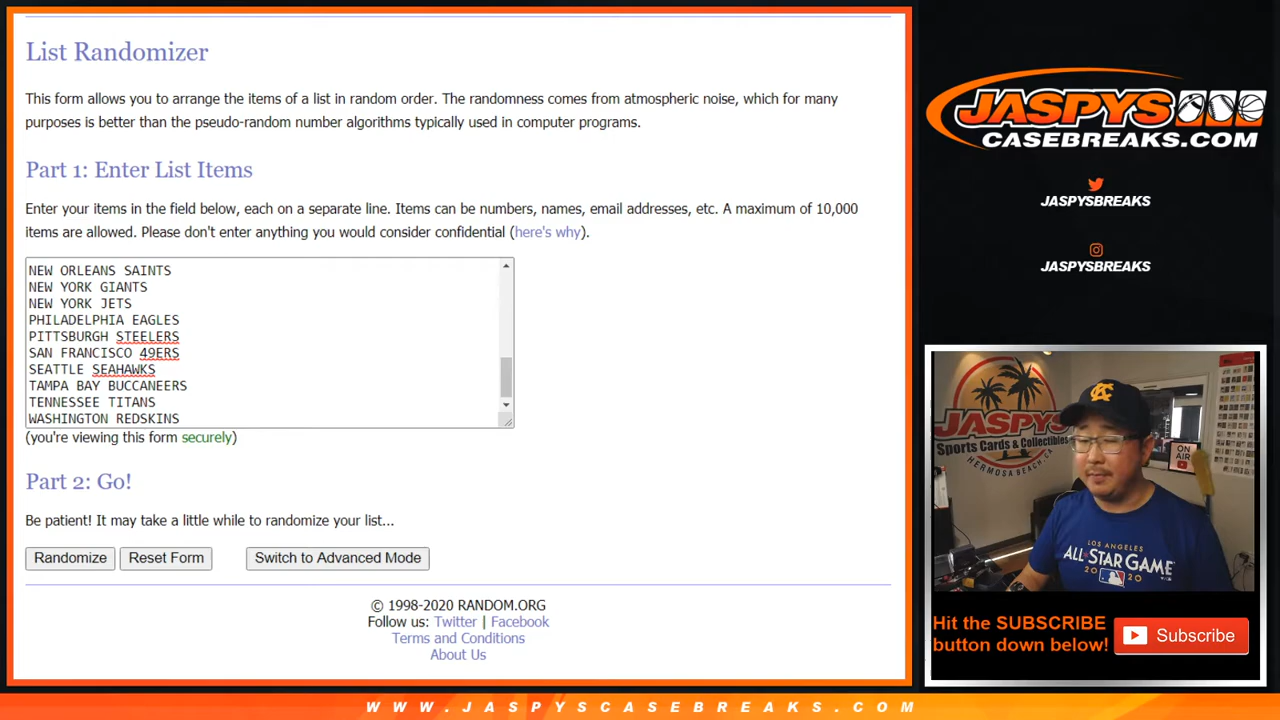 List Randomizer
This form allows you to arrange the items of a list in random order. The randomness comes from atmospheric noise, which for many
purposes is better than the pseudo-random number algorithms typically used in computer programs.
Part 1: Enter List Items
Enter your items in the field below, each on a separate line. Items can be numbers, names, email addresses, etc. A maximum of 10,000
items are allowed. Please don't enter anything you would consider confidential (here's why).
NEW ORLEANS SAINTS
NEW YORK GIANTS
NEW YORK JETS
PHILADELPHIA EAGLES
PITTSBURGH STEELERS
SAN FRANCISCO 49ERS
SEATTLE SEAHAWKS
TAMPA BAY BUCCANEERS
TENNESSEE TITANS
WASHINGTON REDSKINS
(you're viewing this form securely)
Part 2: Go!
Be patient! It may take a little while to randomize your list...
Randomize Reset Form Switch to Advanced Mode
© 1998-2020 RANDOM.ORG
Follow us: Twitter | Facebook
Terms and Conditions
About Us
JASPYS
CASEBREAKS.COM
JASPYSBREAKS
JASPYSBREAKS
JASPYS
Sports Cards & Collectibles
HERMOSA BEACH, CA
ON AIR
KC
LOS ANGELES
ALL-STAR GAME
2020
Hit the SUBSCRIBE
button down below!
Subscribe
WWW.JASPYSCASEBREAKS.COM